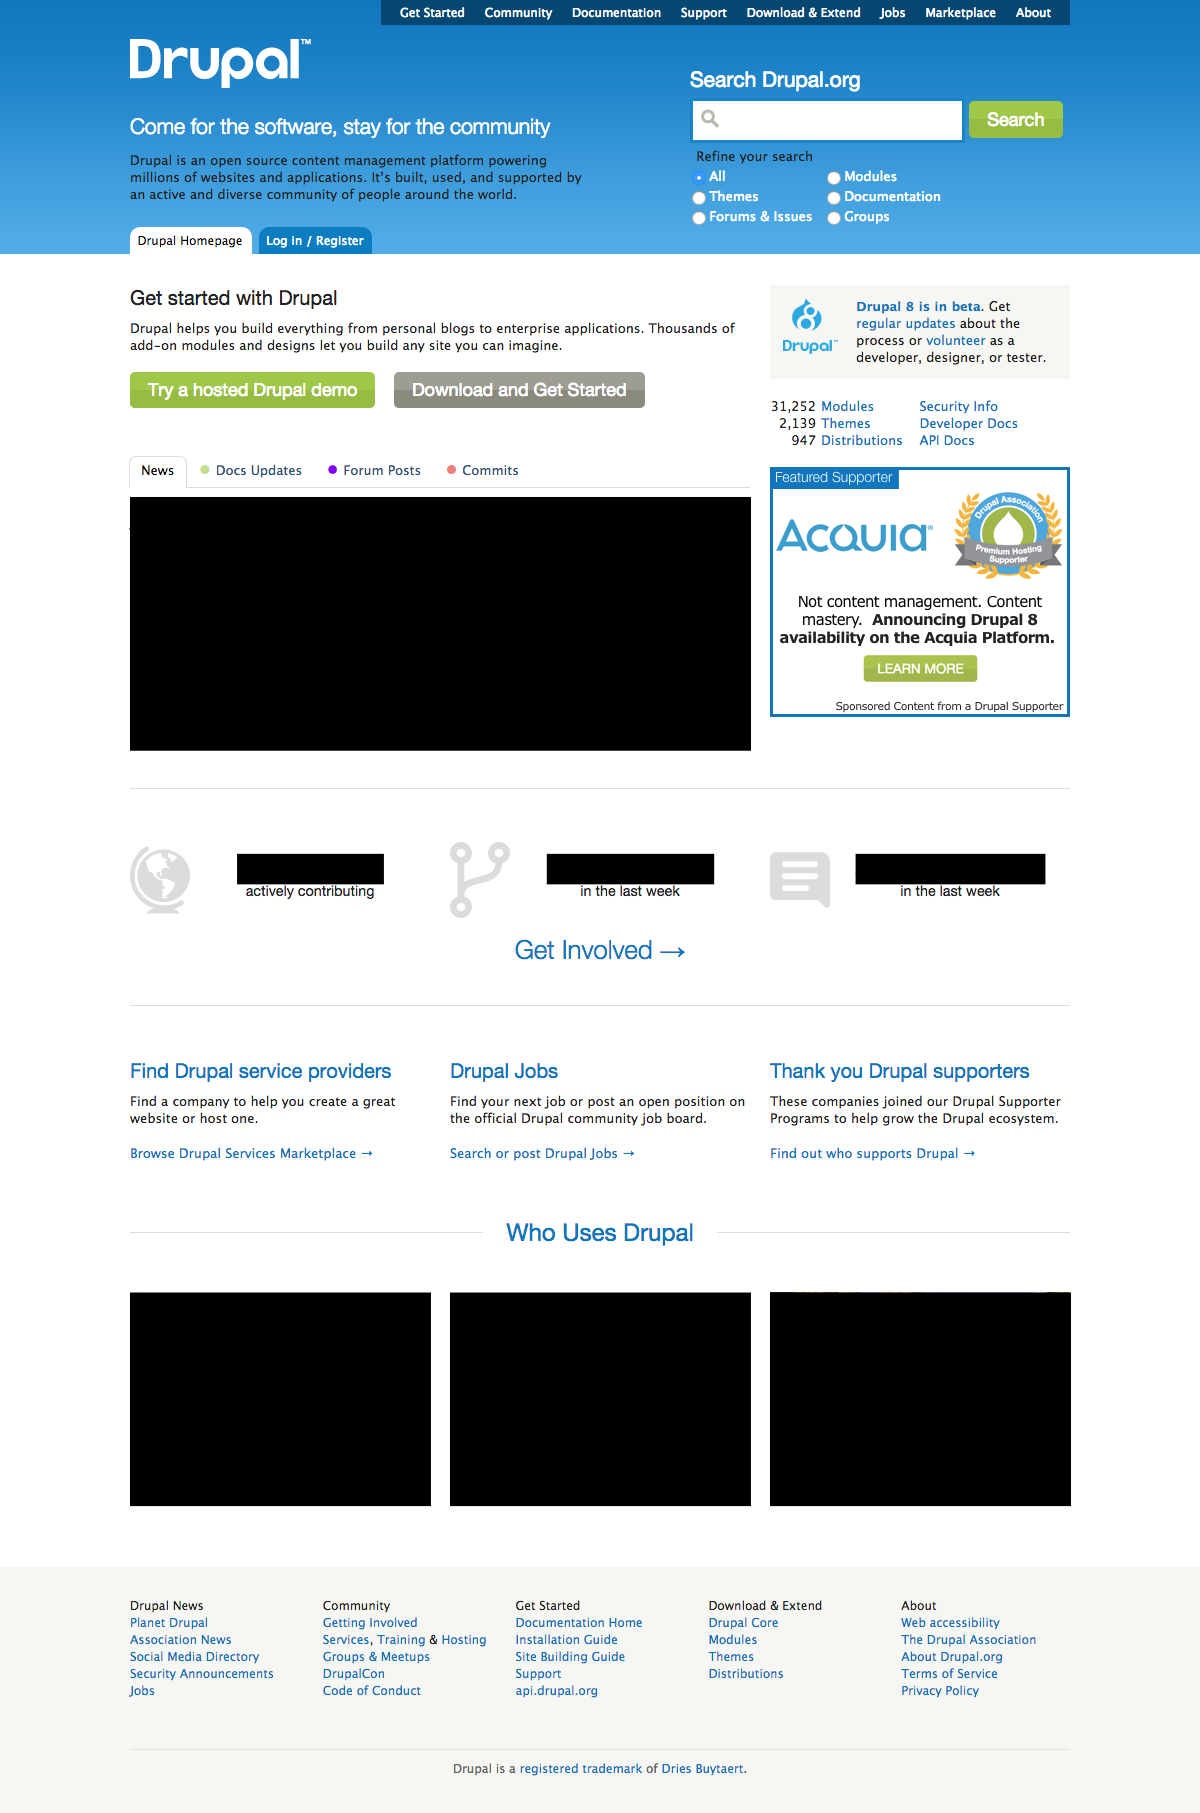 Get Started Community Documentation Support Download & Extend Jobs Marketplace About
Drupal™
Come for the software, stay for the community
Drupal is an open source content management platform powering
millions of websites and applications. It’s built, used, and supported by
an active and diverse community of people around the world.
Search Drupal.org
Search
Refine your search
All Modules
Themes Documentation
Forums & Issues Groups
Drupal Homepage Log in / Register
Get started with Drupal
Drupal helps you build everything from personal blogs to enterprise applications. Thousands of
add-on modules and designs let you build any site you can imagine.
Try a hosted Drupal demo Download and Get Started
Drupal™
Drupal 8 is in beta. Get
regular updates about the
process or volunteer as a
developer, designer, or tester.
31,252 Modules Security Info
2,139 Themes Developer Docs
947 Distributions API Docs
News Docs Updates Forum Posts Commits
Featured Supporter
Acquia®
Drupal Association
Premium Hosting
Supporter
Not content management. Content
mastery. Announcing Drupal 8
availability on the Acquia Platform.
LEARN MORE
Sponsored Content from a Drupal Supporter
actively contributing in the last week in the last week
Get Involved →
Find Drupal service providers
Find a company to help you create a great
website or host one.
Browse Drupal Services Marketplace →
Drupal Jobs
Find your next job or post an open position on
the official Drupal community job board.
Search or post Drupal Jobs →
Thank you Drupal supporters
These companies joined our Drupal Supporter
Programs to help grow the Drupal ecosystem.
Find out who supports Drupal →
Who Uses Drupal
Drupal News
Planet Drupal
Association News
Social Media Directory
Security Announcements
Jobs
Community
Getting Involved
Services, Training & Hosting
Groups & Meetups
DrupalCon
Code of Conduct
Get Started
Documentation Home
Installation Guide
Site Building Guide
Support
api.drupal.org
Download & Extend
Drupal Core
Modules
Themes
Distributions
About
Web accessibility
The Drupal Association
About Drupal.org
Terms of Service
Privacy Policy
Drupal is a registered trademark of Dries Buytaert.